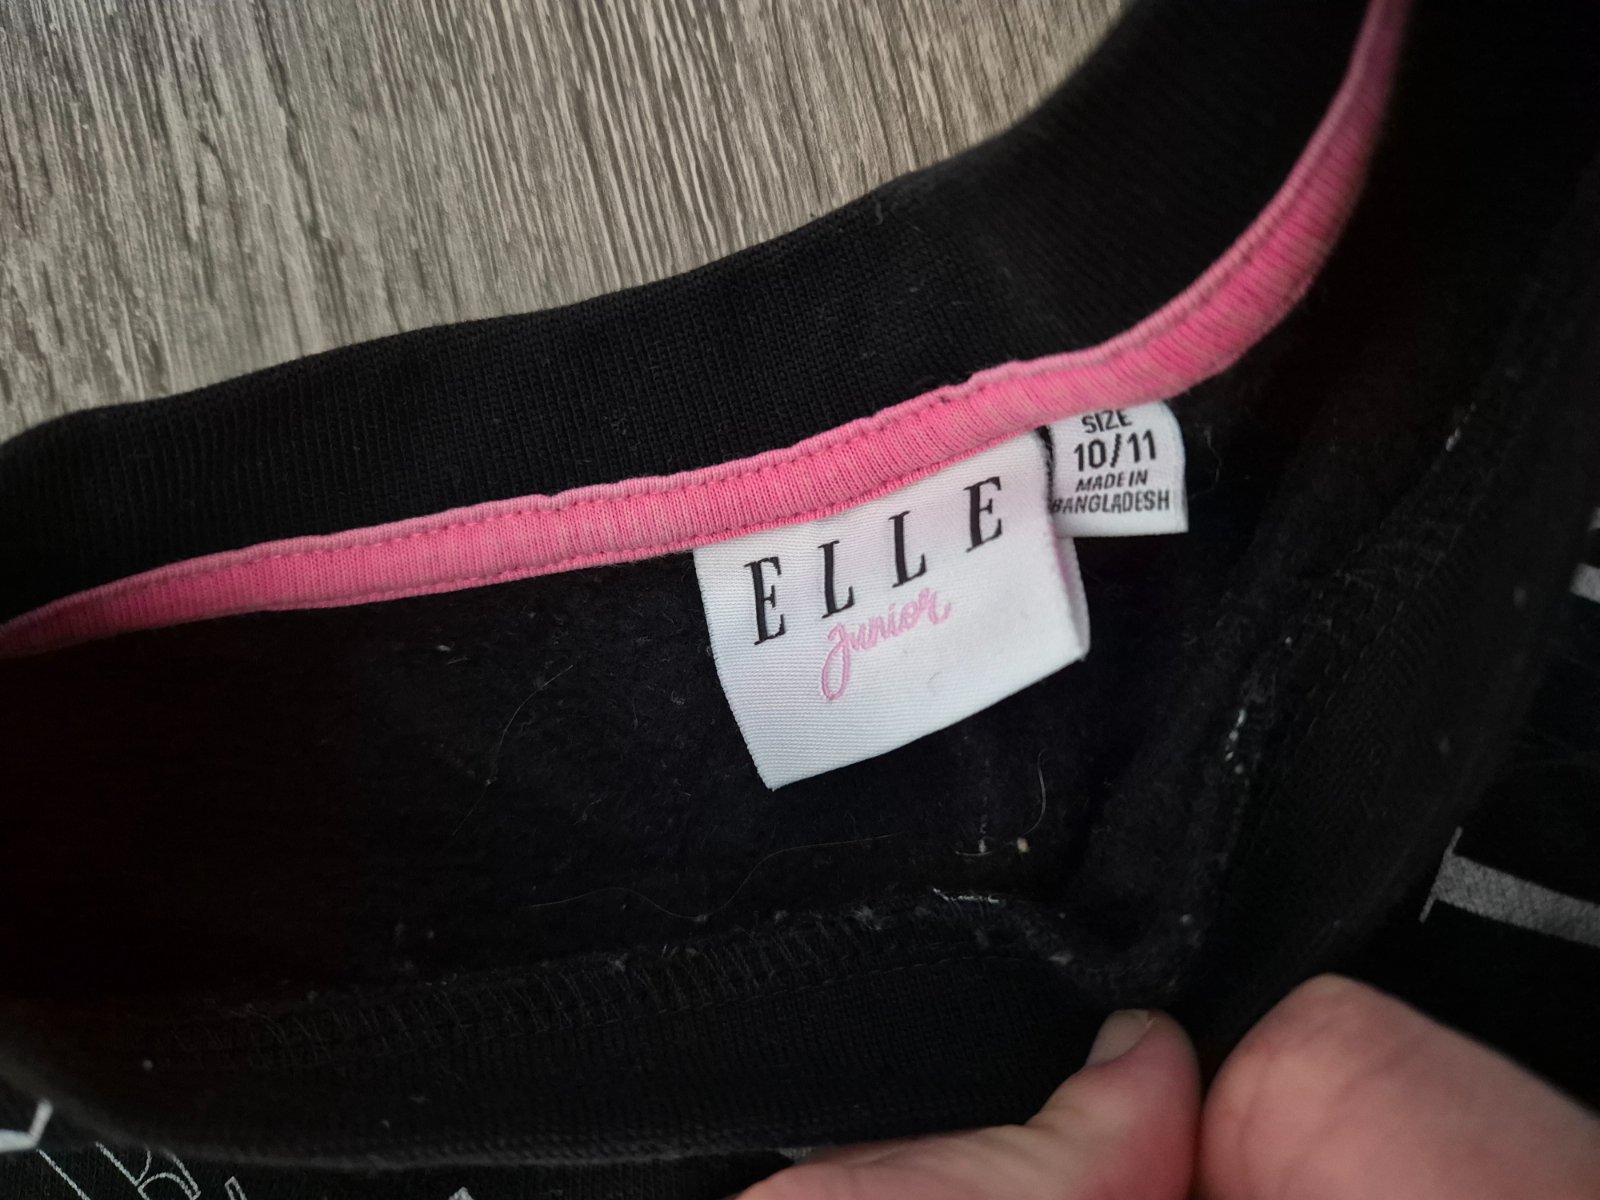 ELLE
Junior
SIZE
10/11
MADE IN
BANGLADESH